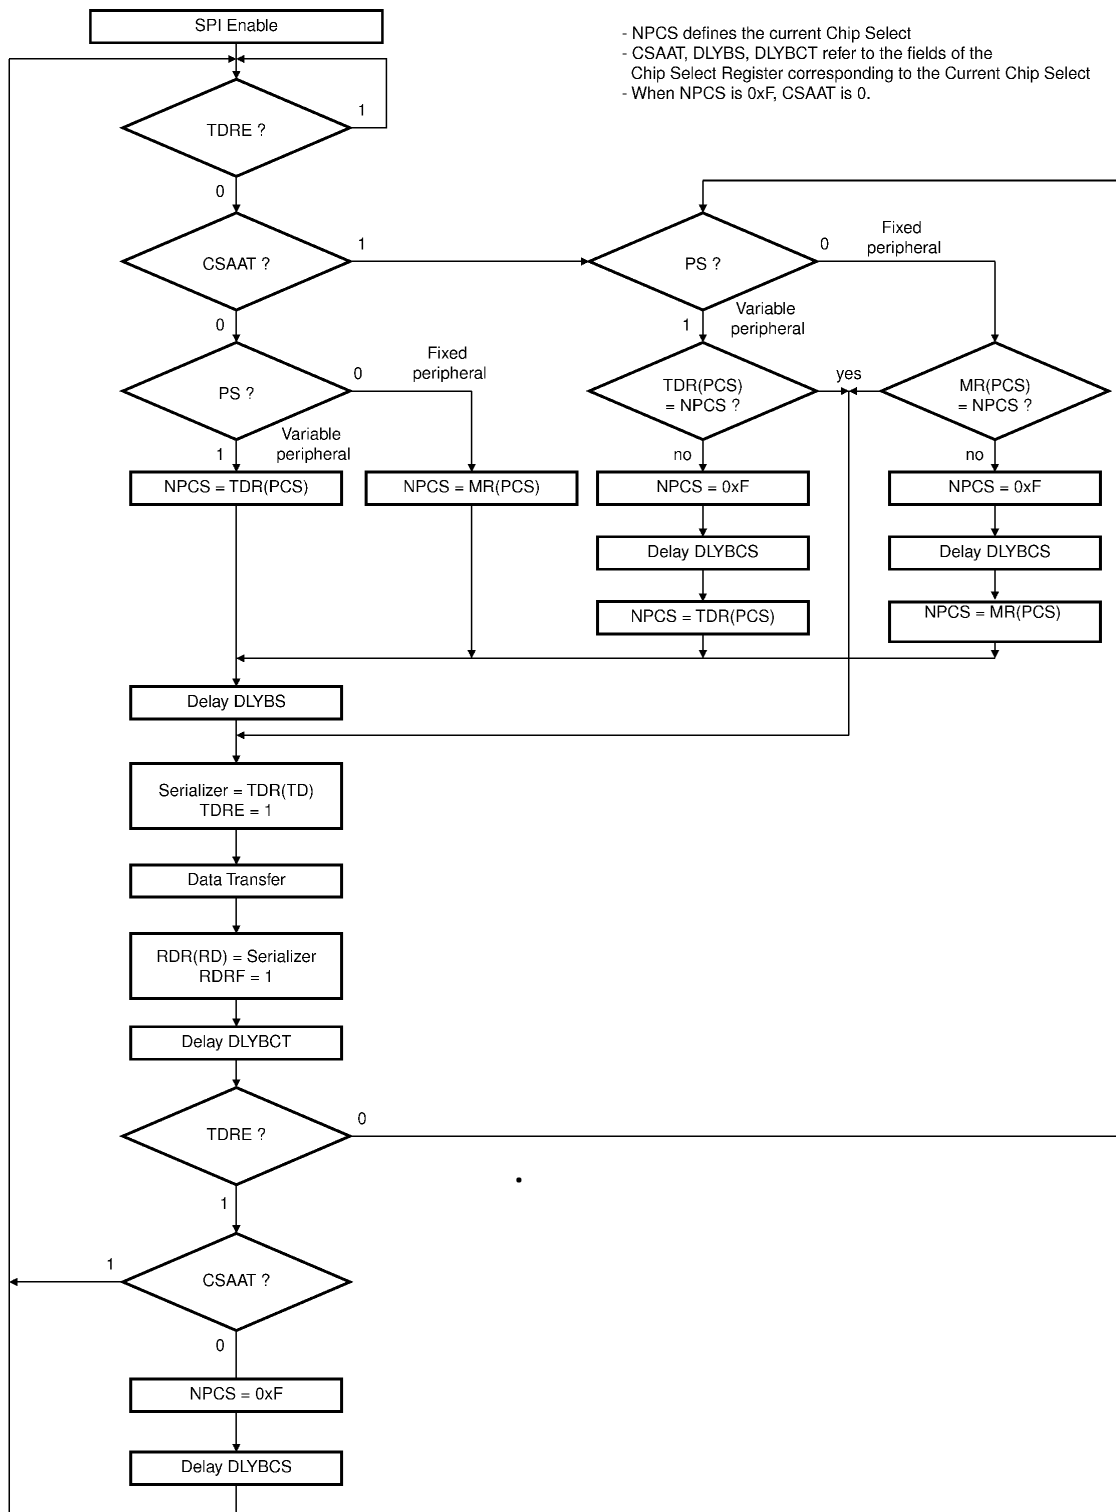 SPI Enable
- NPCS defines the current Chip Select
- CSAAT, DLYBS, DLYBCT refer to the fields of the
Chip Select Register corresponding to the Current Chip Select
- When NPCS is 0xF, CSAAT is 0.
TDRE ?
1
0
CSAAT ?
1
0
PS ?
0
Fixed
peripheral
1
Variable
peripheral
PS ?
0
Fixed
peripheral
1
Variable
peripheral
TDR(PCS)
= NPCS ?
yes
MR(PCS)
= NPCS ?
no
no
NPCS = TDR(PCS)
NPCS = MR(PCS)
NPCS = 0xF
NPCS = 0xF
Delay DLYBCS
Delay DLYBCS
NPCS = TDR(PCS)
NPCS = MR(PCS)
Delay DLYBS
Serializer = TDR(TD)
TDRE = 1
Data Transfer
RDR(RD) = Serializer
RDRF = 1
Delay DLYBCT
TDRE ?
0
1
CSAAT ?
1
0
NPCS = 0xF
Delay DLYBCS